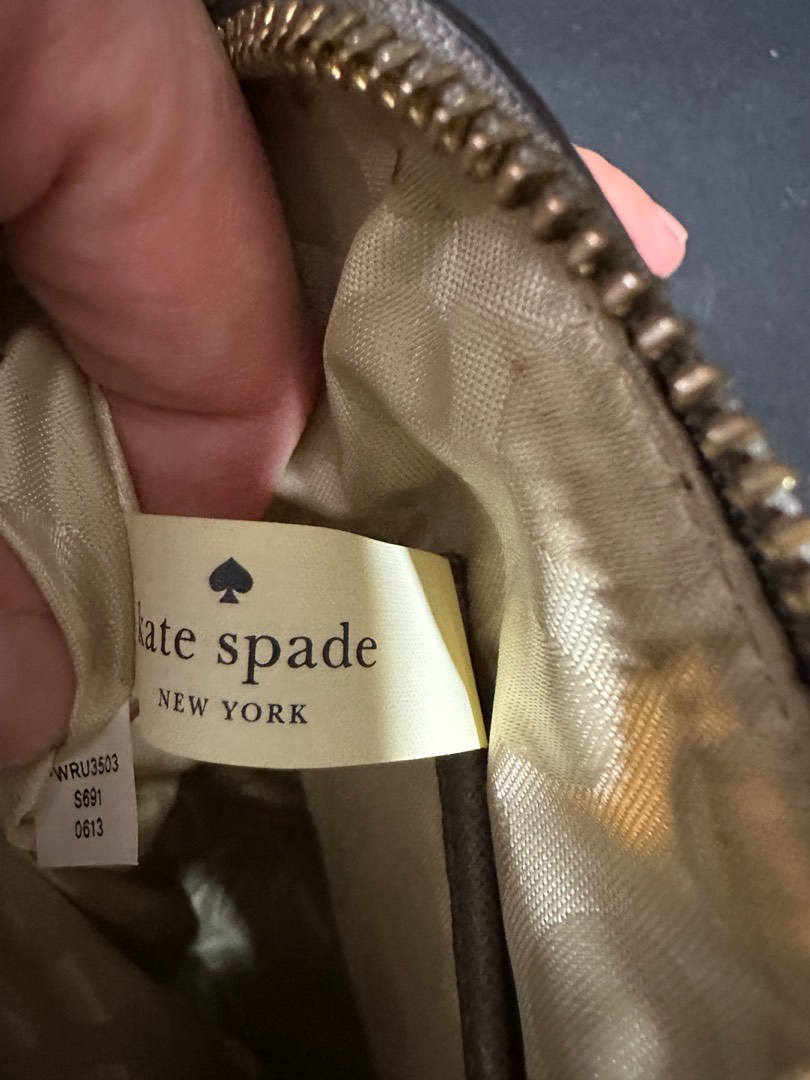 kate spade
NEW YORK
WRU3503
S691
0613